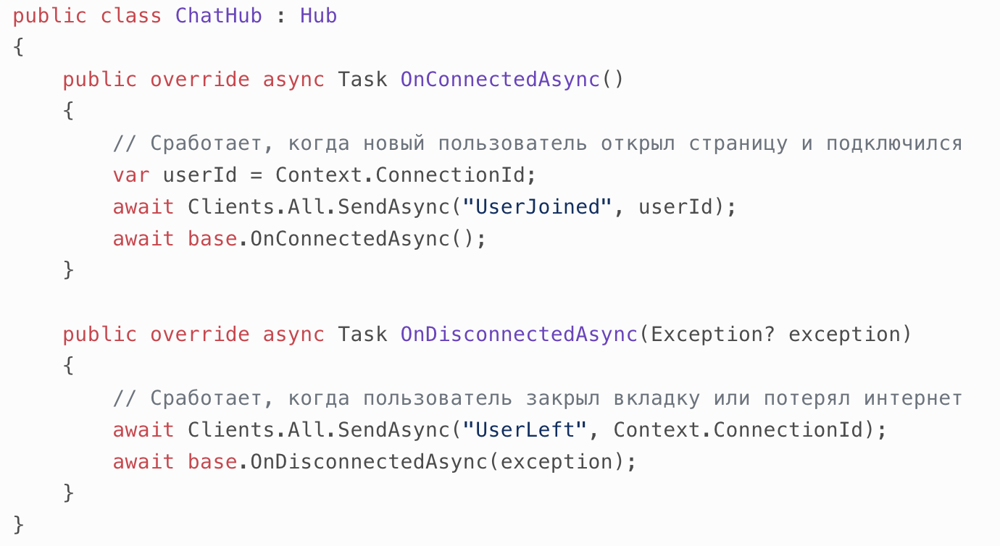 public class ChatHub : Hub
{
    public override async Task OnConnectedAsync()
    {
        // Сработает, когда новый пользователь открыл страницу и подключился
        var userId = Context.ConnectionId;
        await Clients.All.SendAsync("UserJoined", userId);
        await base.OnConnectedAsync();
    }

    public override async Task OnDisconnectedAsync(Exception? exception)
    {
        // Сработает, когда пользователь закрыл вкладку или потерял интернет
        await Clients.All.SendAsync("UserLeft", Context.ConnectionId);
        await base.OnDisconnectedAsync(exception);
    }
}